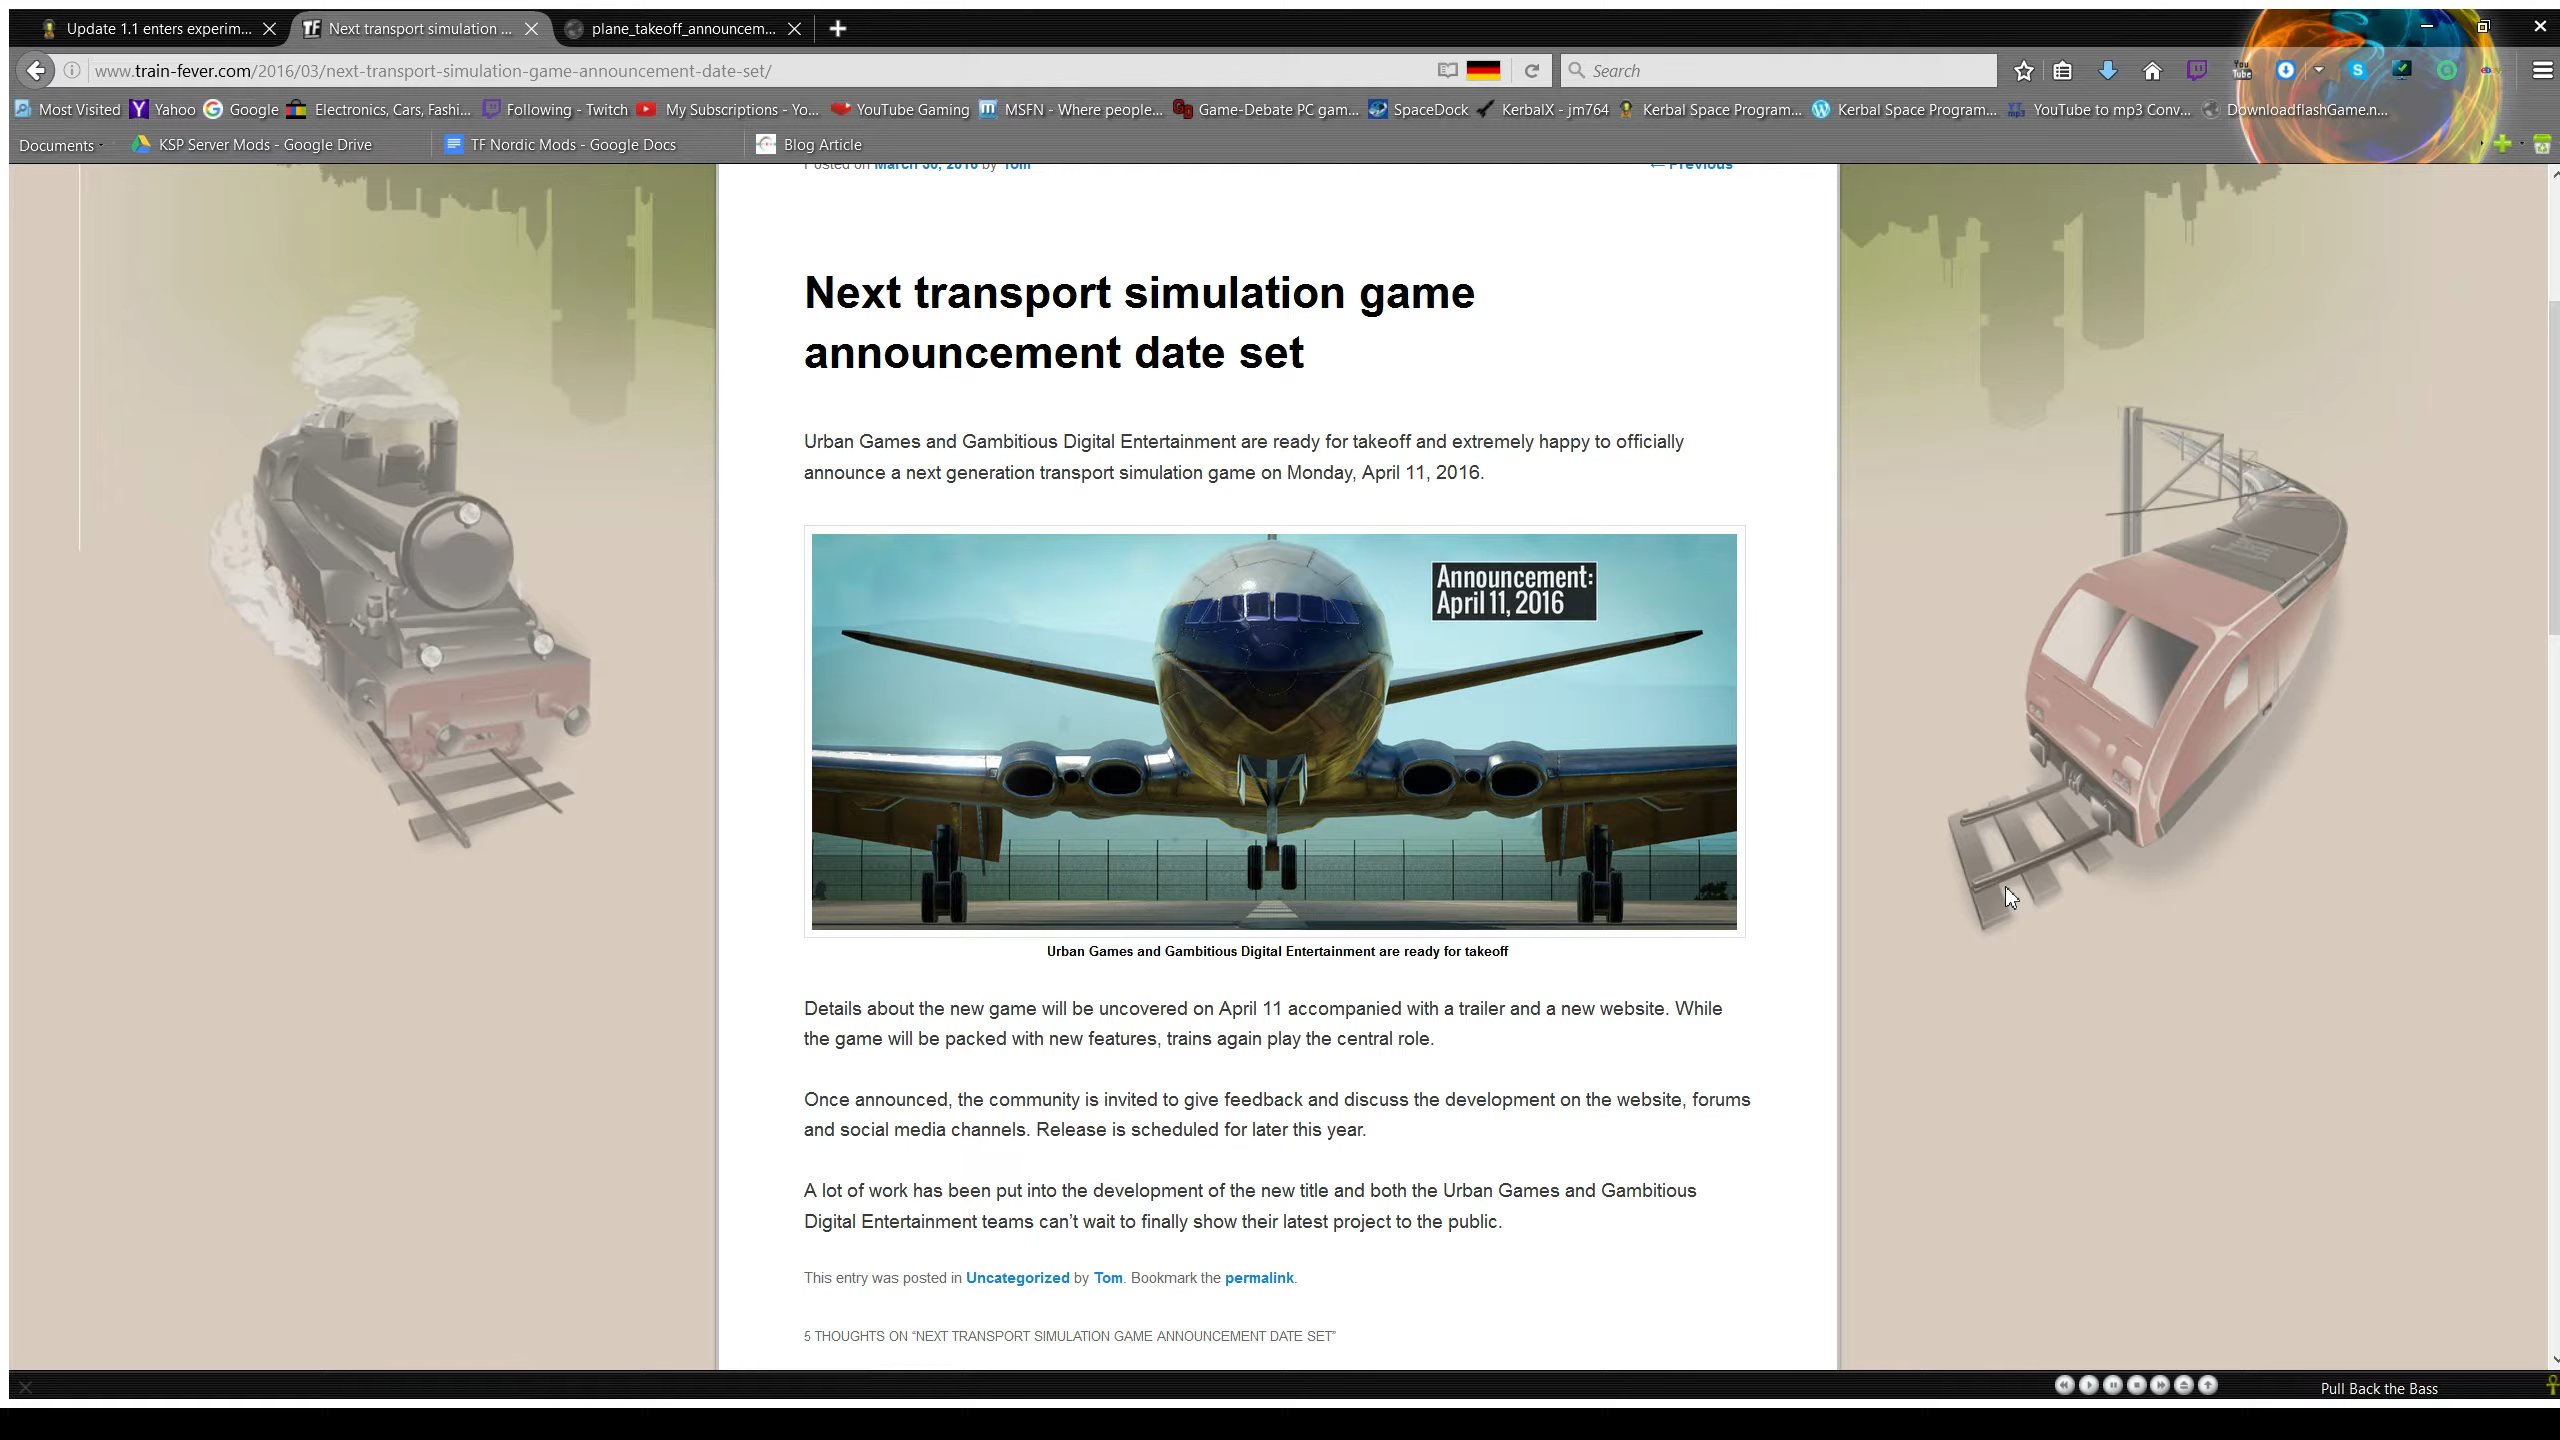 Update 1.1 enters experim...
TF Next transport simulation ...
plane_takeoff_announcem...
www.train-fever.com/2016/03/next-transport-simulation-game-announcement-date-set/
Search
You Tube
ebay
Most Visited Yahoo Google Electronics, Cars, Fashi... Following - Twitch My Subscriptions - Yo... YouTube Gaming MSFN - Where people... Game-Debate PC gam... SpaceDock KerbalX - jm764 Kerbal Space Program... Kerbal Space Program... YouTube to mp3 Conv... DownloadflashGame.n...
Documents KSP Server Mods - Google Drive TF Nordic Mods - Google Docs Blog Article
Posted on March 30, 2016 by Tom
← Previous
Next transport simulation game
announcement date set
Urban Games and Gambitious Digital Entertainment are ready for takeoff and extremely happy to officially
announce a next generation transport simulation game on Monday, April 11, 2016.
Announcement:
April 11, 2016
Urban Games and Gambitious Digital Entertainment are ready for takeoff
Details about the new game will be uncovered on April 11 accompanied with a trailer and a new website. While
the game will be packed with new features, trains again play the central role.
Once announced, the community is invited to give feedback and discuss the development on the website, forums
and social media channels. Release is scheduled for later this year.
A lot of work has been put into the development of the new title and both the Urban Games and Gambitious
Digital Entertainment teams can’t wait to finally show their latest project to the public.
This entry was posted in Uncategorized by Tom. Bookmark the permalink.
5 THOUGHTS ON “NEXT TRANSPORT SIMULATION GAME ANNOUNCEMENT DATE SET”
Pull Back the Bass